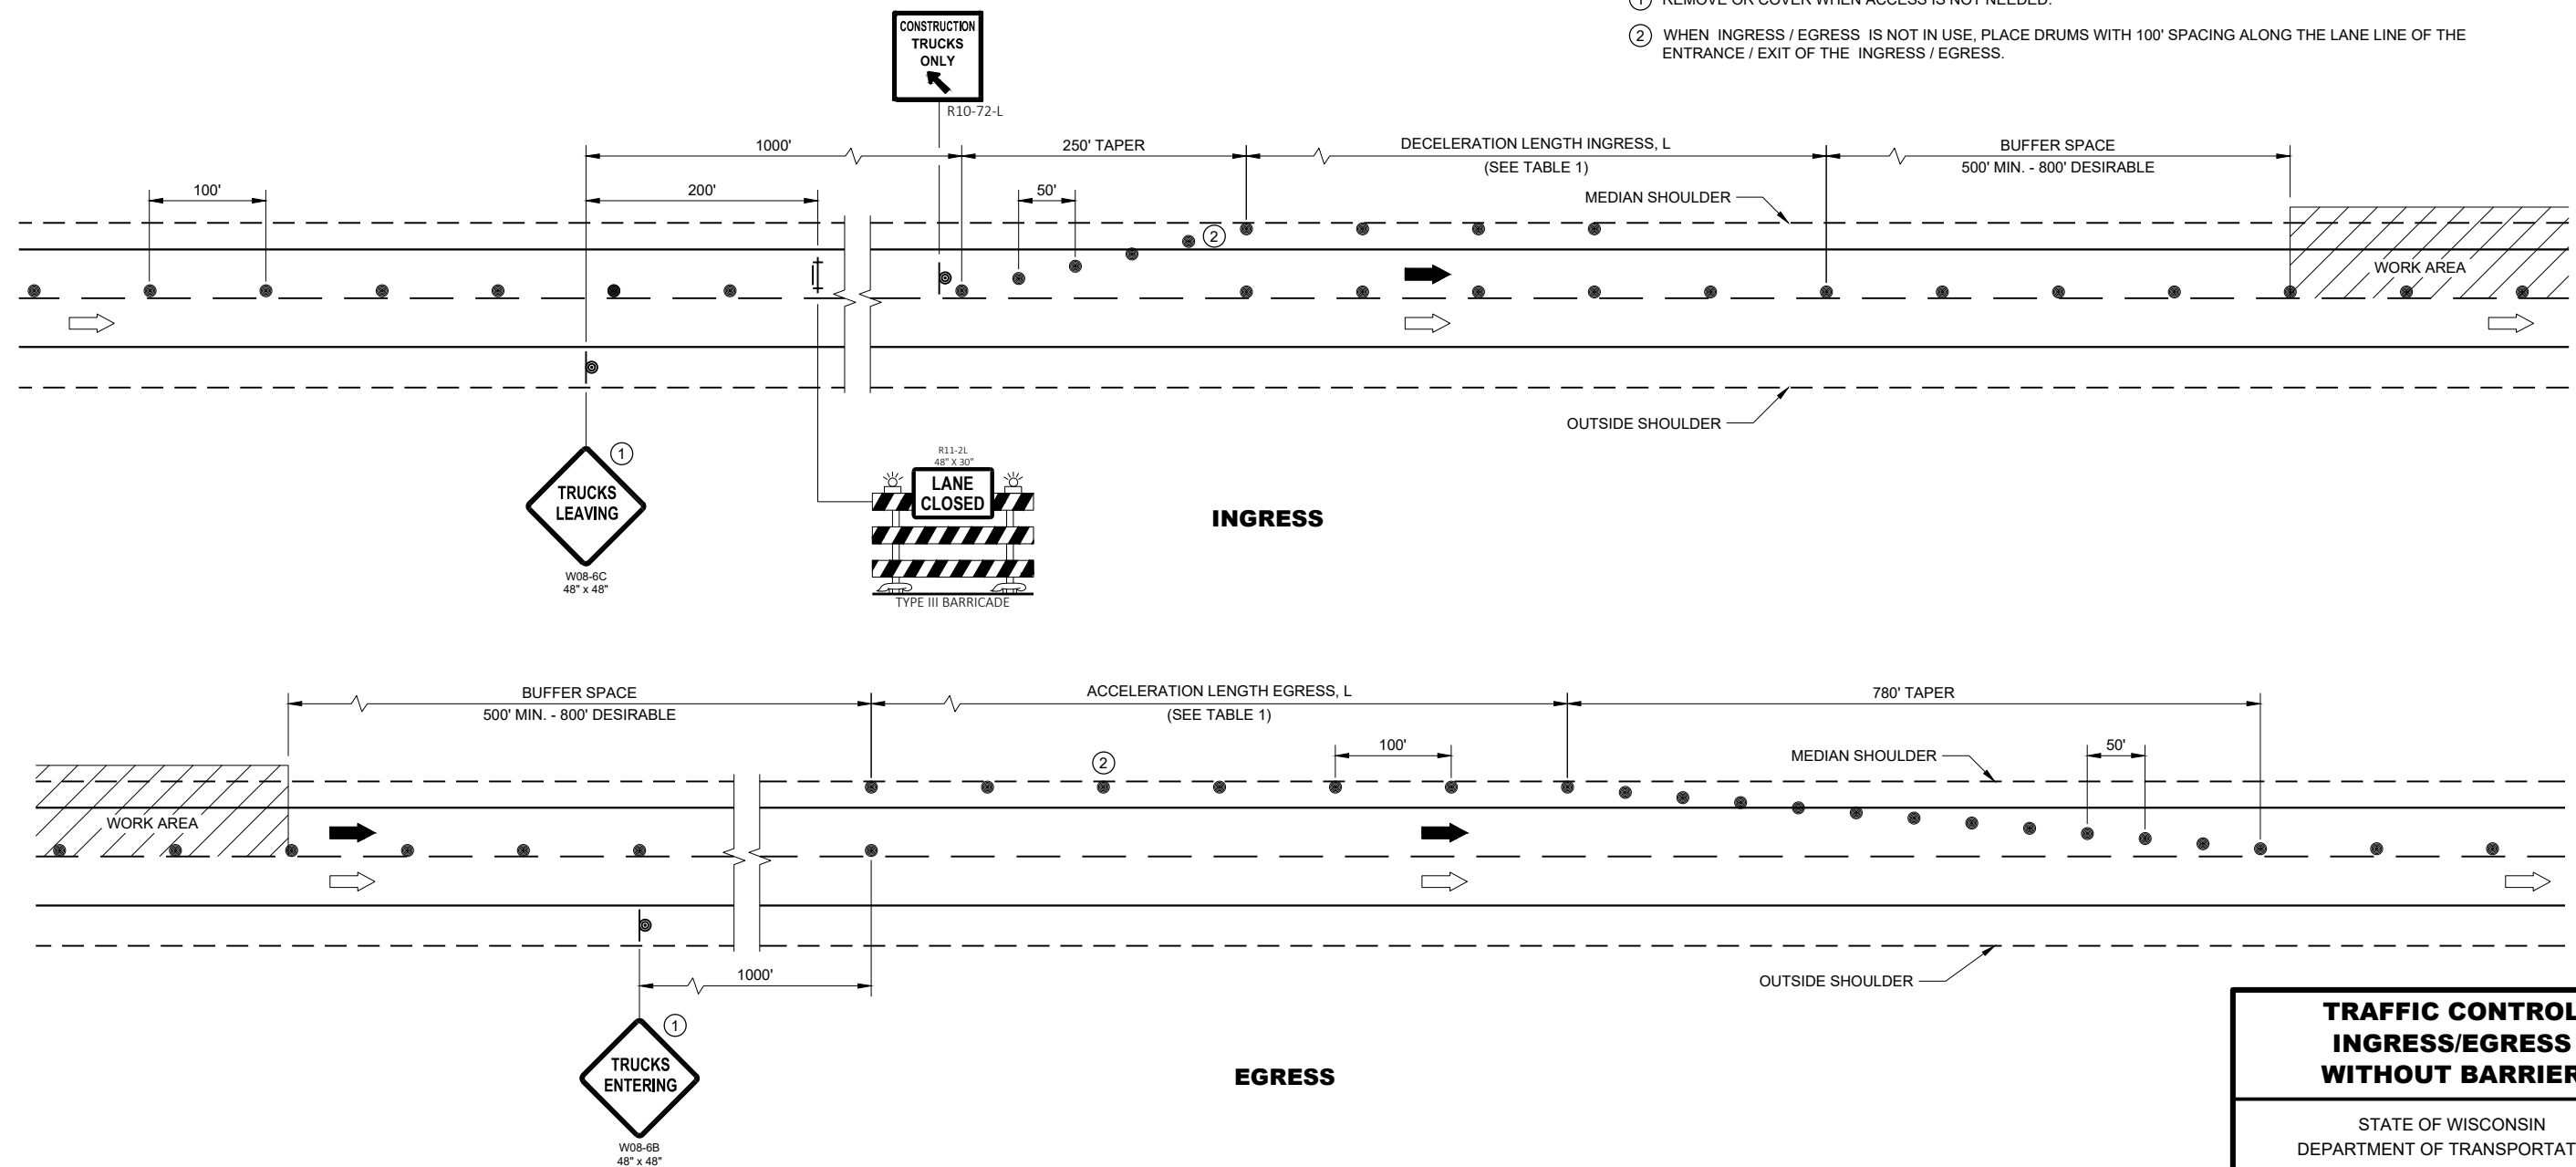 ① REMOVE OR COVER WHEN ACCESS IS NOT NEEDED.
② WHEN INGRESS / EGRESS IS NOT IN USE, PLACE DRUMS WITH 100' SPACING ALONG THE LANE LINE OF THE
ENTRANCE / EXIT OF THE INGRESS / EGRESS.
CONSTRUCTION
TRUCKS
ONLY
R10-72-L
1000'
250' TAPER
DECELERATION LENGTH INGRESS, L
(SEE TABLE 1)
BUFFER SPACE
500' MIN. - 800' DESIRABLE
100'
200'
50'
MEDIAN SHOULDER
②
WORK AREA
OUTSIDE SHOULDER
①
TRUCKS
LEAVING
W08-6C
48" x 48"
R11-2L
48" X 30"
LANE
CLOSED
TYPE III BARRICADE
INGRESS
BUFFER SPACE
500' MIN. - 800' DESIRABLE
ACCELERATION LENGTH EGRESS, L
(SEE TABLE 1)
780' TAPER
100'
50'
MEDIAN SHOULDER
②
WORK AREA
1000'
OUTSIDE SHOULDER
①
TRUCKS
ENTERING
W08-6B
48" x 48"
EGRESS
TRAFFIC CONTROL
INGRESS/EGRESS
WITHOUT BARRIER
STATE OF WISCONSIN
DEPARTMENT OF TRANSPORTAT